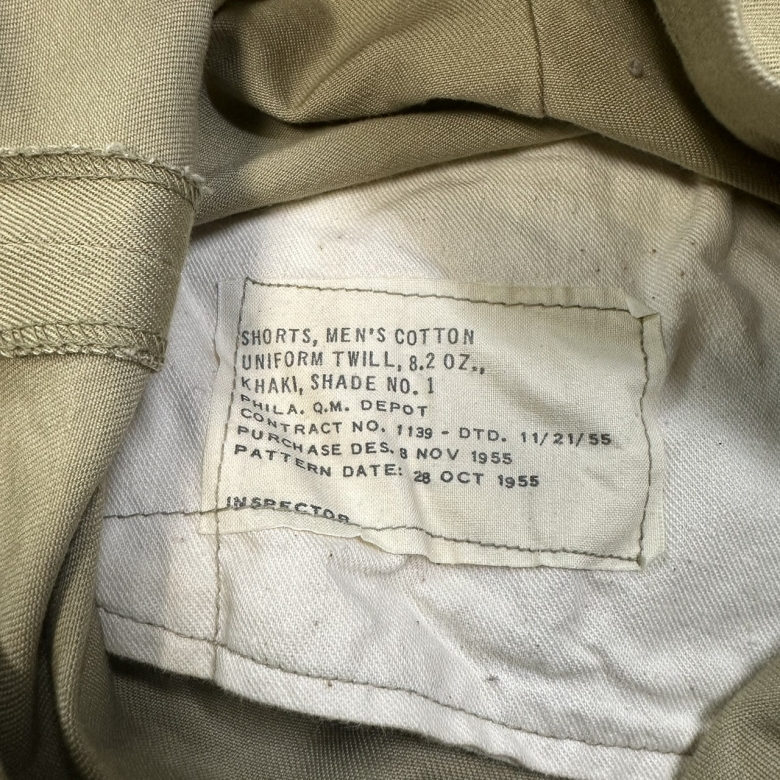 SHORTS, MEN'S COTTON
UNIFORM TWILL, 8.2 OZ.,
KHAKI, SHADE NO. 1
PHILA. Q.M. DEPOT
CONTRACT NO. 1139 - DTD. 11/21/55
PURCHASE DES. 8 NOV 1955
PATTERN DATE: 28 OCT 1955
INSPECTOR